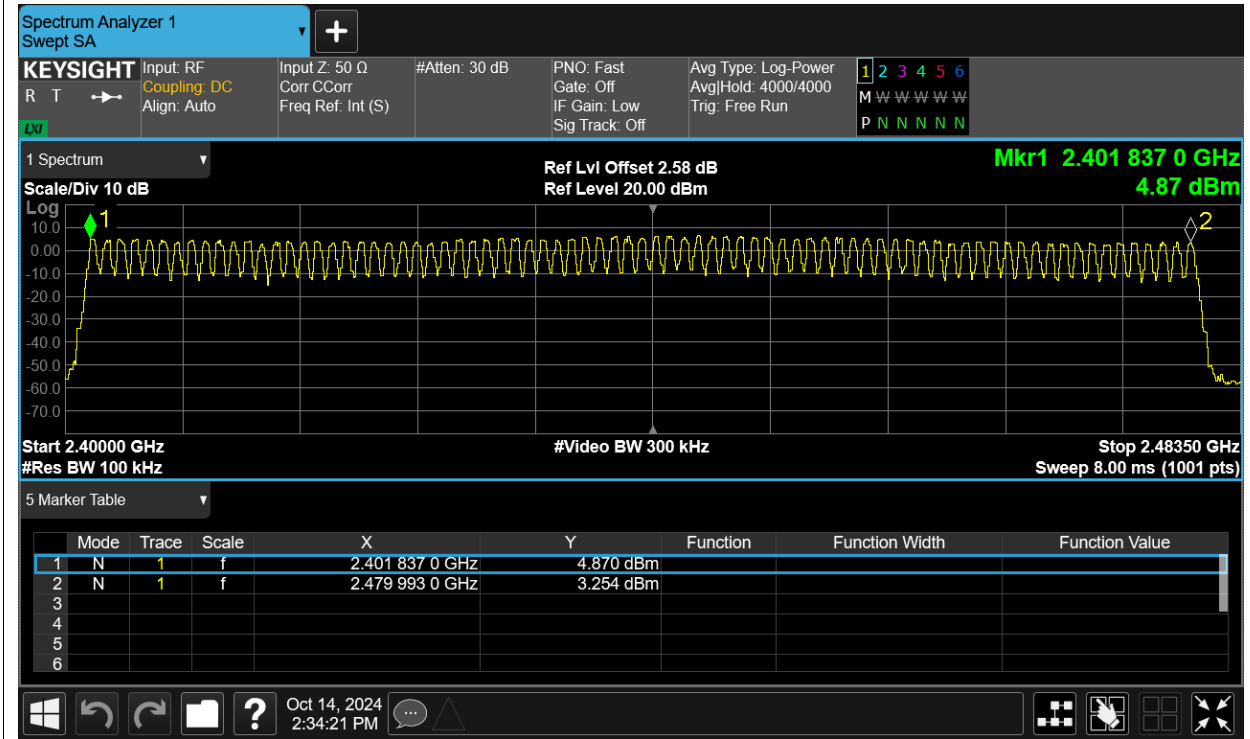 Spectrum Analyzer 1
Swept SA
+
KEYSIGHT Input: RF Input Z: 50 Ω #Atten: 30 dB PNO: Fast Avg Type: Log-Power 1 2 3 4 5 6
R T Coupling: DC Corr CCorr Gate: Off Avg|Hold: 4000/4000 M W W W W W W
Align: Auto Freq Ref: Int (S) IF Gain: Low Trig: Free Run
LXI Sig Track: Off P N N N N N N
1 Spectrum Ref Lvl Offset 2.58 dB Mkr1 2.401 837 0 GHz
Scale/Div 10 dB Ref Level 20.00 dBm 4.87 dBm
Log
1 2
10.0
0.00
-10.0
-20.0
-30.0
-40.0
-50.0
-60.0
-70.0
Start 2.40000 GHz #Video BW 300 kHz Stop 2.48350 GHz
#Res BW 100 kHz Sweep 8.00 ms (1001 pts)
5 Marker Table
Mode Trace Scale X Y Function Function Width Function Value
1 N 1 f 2.401 837 0 GHz 4.870 dBm
2 N 1 f 2.479 993 0 GHz 3.254 dBm
3
4
5
6
? Oct 14, 2024
2:34:21 PM